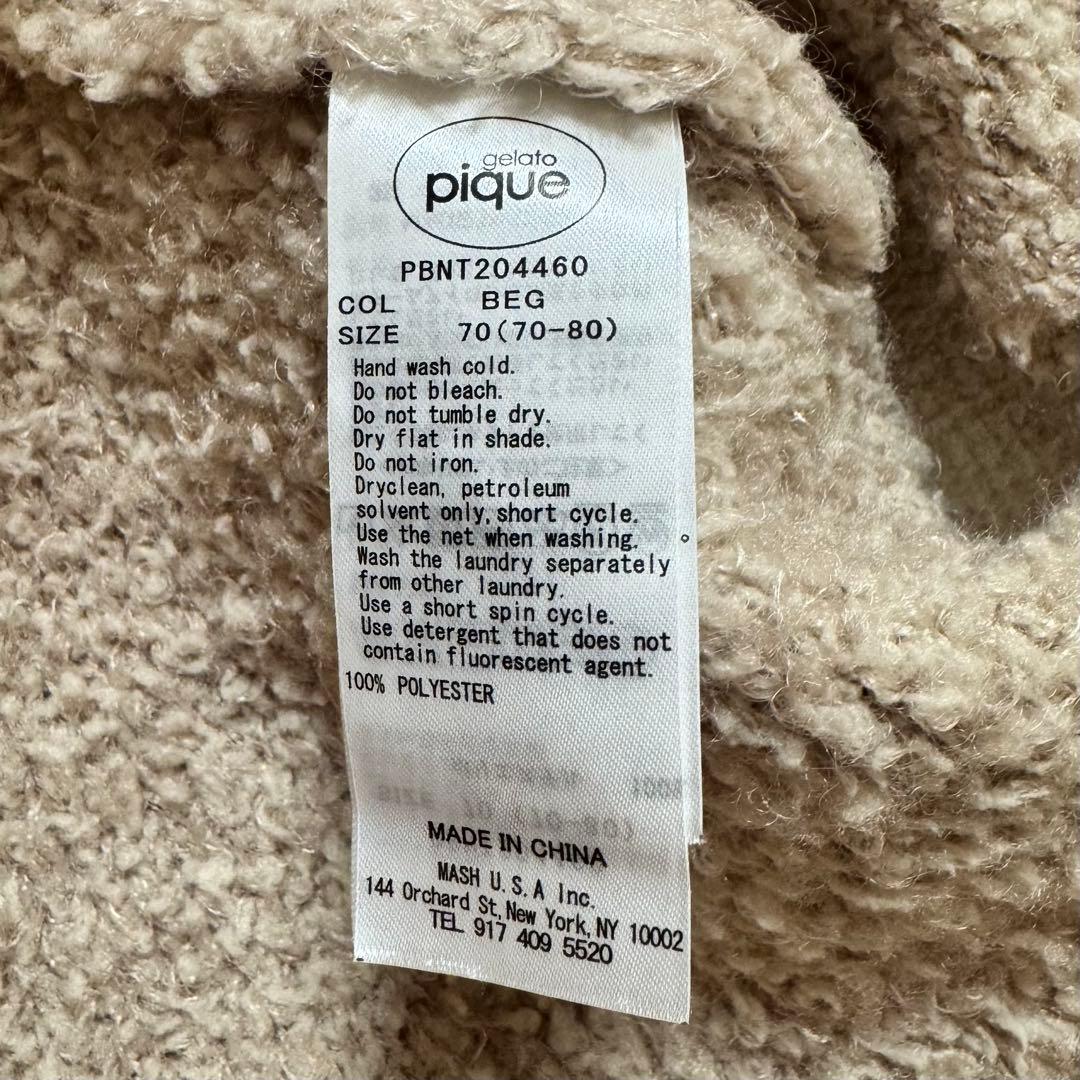 gelato
pique
PBNT204460
COL BEG
SIZE 70(70-80)
Hand wash cold.
Do not bleach.
Do not tumble dry.
Dry flat in shade.
Do not iron.
Dryclean, petroleum
solvent only, short cycle.
Use the net when washing.
Wash the laundry separately
from other laundry.
Use a short spin cycle.
Use detergent that does not
contain fluorescent agent.
100% POLYESTER
MADE IN CHINA
MASH U.S.A Inc.
144 Orchard St, New York, NY 10002
TEL 917 409 5520